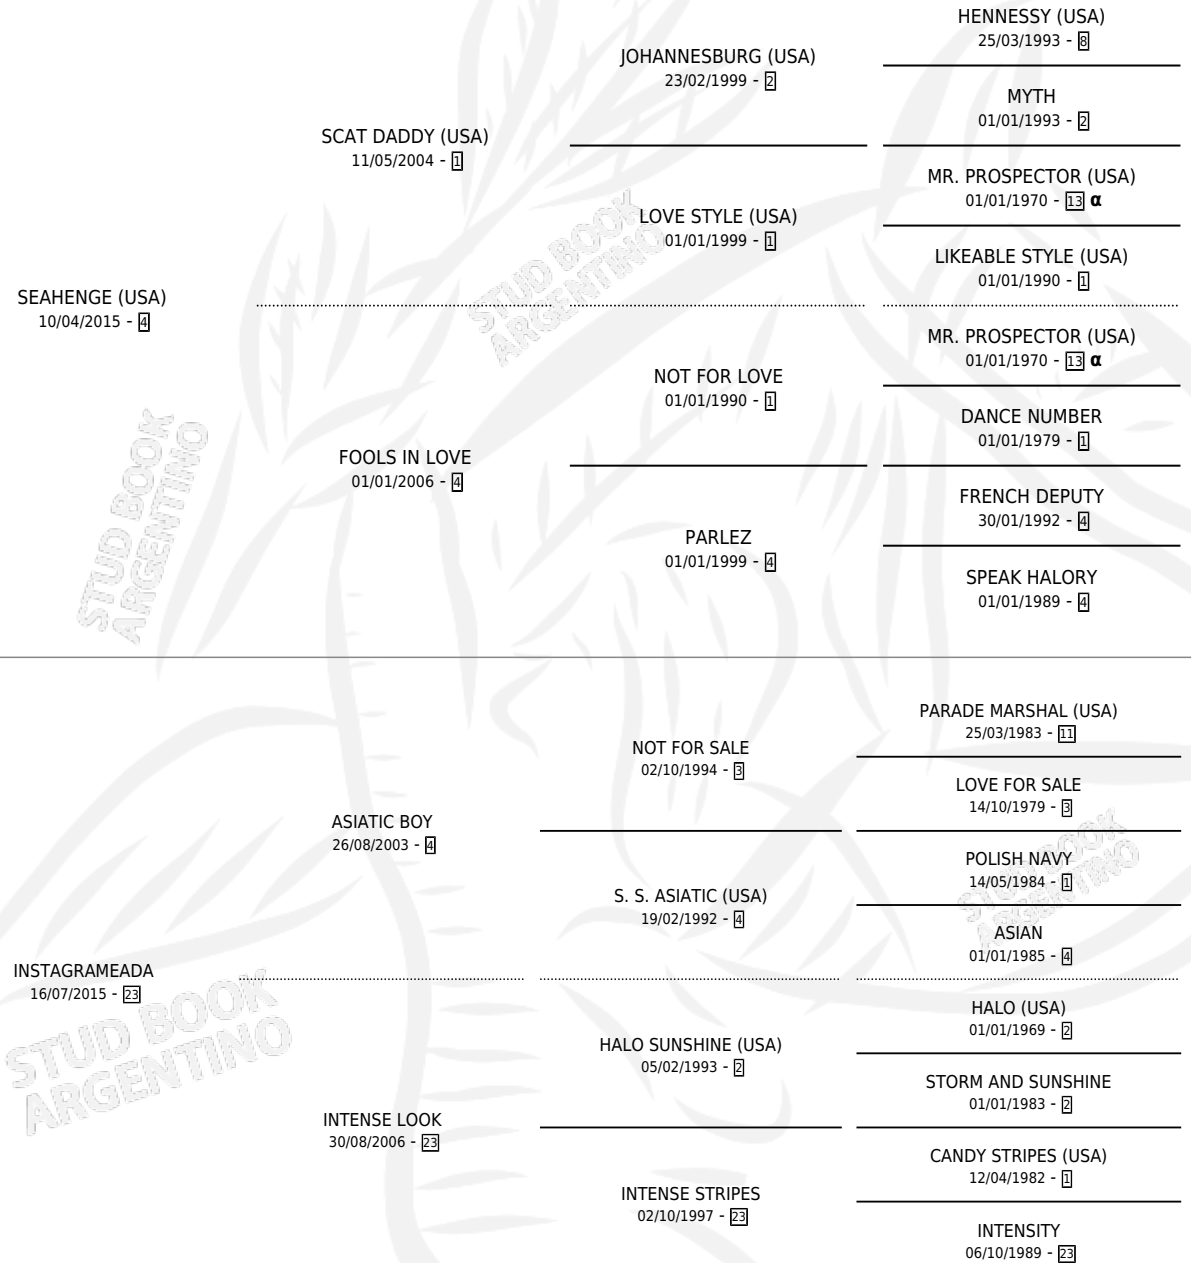 HENNESSY (USA)
25/03/1993 - 8
JOHANNESBURG (USA)
23/02/1999 - 2
MYTH
01/01/1993 - 2
SCAT DADDY (USA)
11/05/2004 - 1
MR. PROSPECTOR (USA)
01/01/1970 - 13 α
LOVE STYLE (USA)
01/01/1999 - 1
LIKEABLE STYLE (USA)
01/01/1990 - 1
SEAHENGE (USA)
10/04/2015 - 4
MR. PROSPECTOR (USA)
01/01/1970 - 13 α
NOT FOR LOVE
01/01/1990 - 1
DANCE NUMBER
01/01/1979 - 1
FOOLS IN LOVE
01/01/2006 - 4
FRENCH DEPUTY
30/01/1992 - 4
PARLEZ
01/01/1999 - 4
SPEAK HALORY
01/01/1989 - 4
PARADE MARSHAL (USA)
25/03/1983 - 11
NOT FOR SALE
02/10/1994 - 3
LOVE FOR SALE
14/10/1979 - 3
ASIATIC BOY
26/08/2003 - 4
POLISH NAVY
14/05/1984 - 1
S. S. ASIATIC (USA)
19/02/1992 - 4
ASIAN
01/01/1985 - 4
INSTAGRAMEADA
16/07/2015 - 23
HALO (USA)
01/01/1969 - 2
HALO SUNSHINE (USA)
05/02/1993 - 2
STORM AND SUNSHINE
01/01/1983 - 2
INTENSE LOOK
30/08/2006 - 23
CANDY STRIPES (USA)
12/04/1982 - 1
INTENSE STRIPES
02/10/1997 - 23
INTENSITY
06/10/1989 - 23
STUD BOOK
ARGENTINO
STUD BOOK
ARGENTINO
STUD BOOK
ARGENTINO
STUD BOOK
ARGENTINO